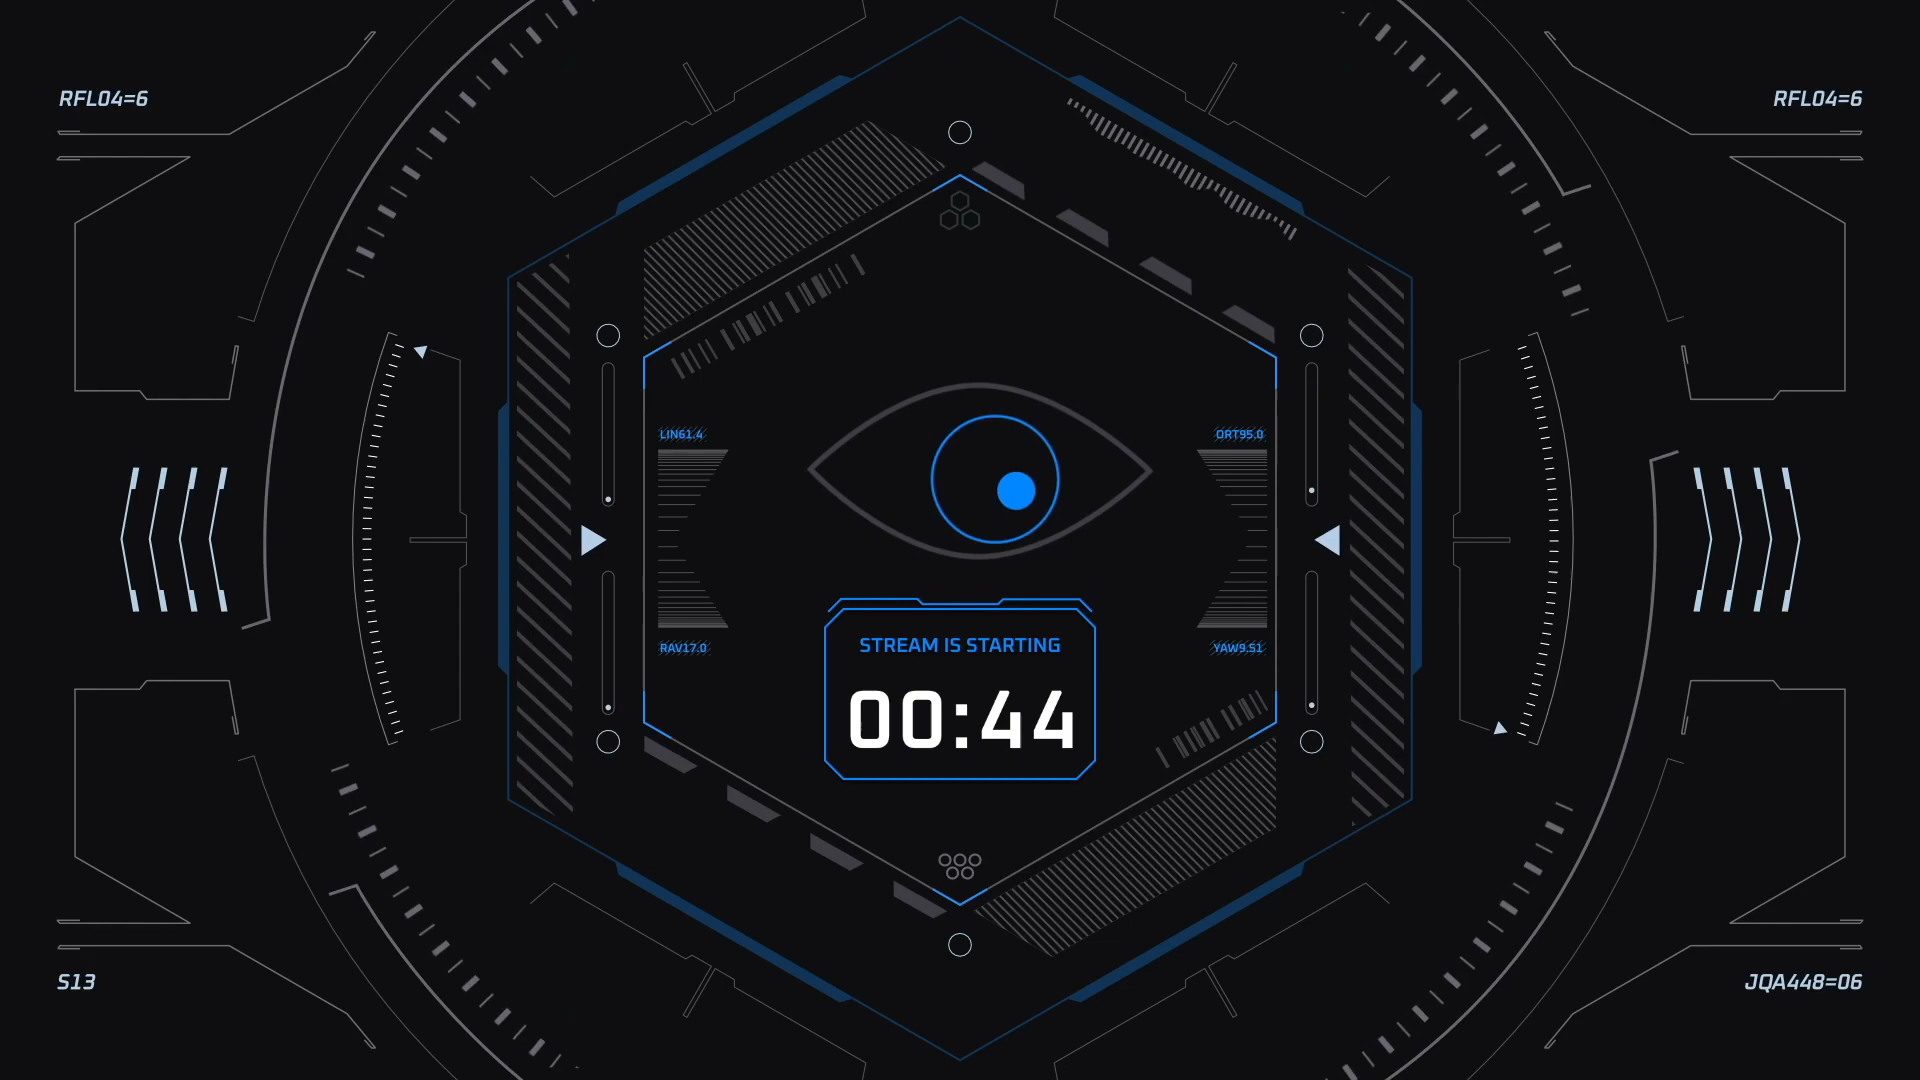 RFL04=6
RFL04=6
LIN61.4
ORT95.0
RAV17.0
YAW9.S1
STREAM IS STARTING
00:44
S13
JQA448=06